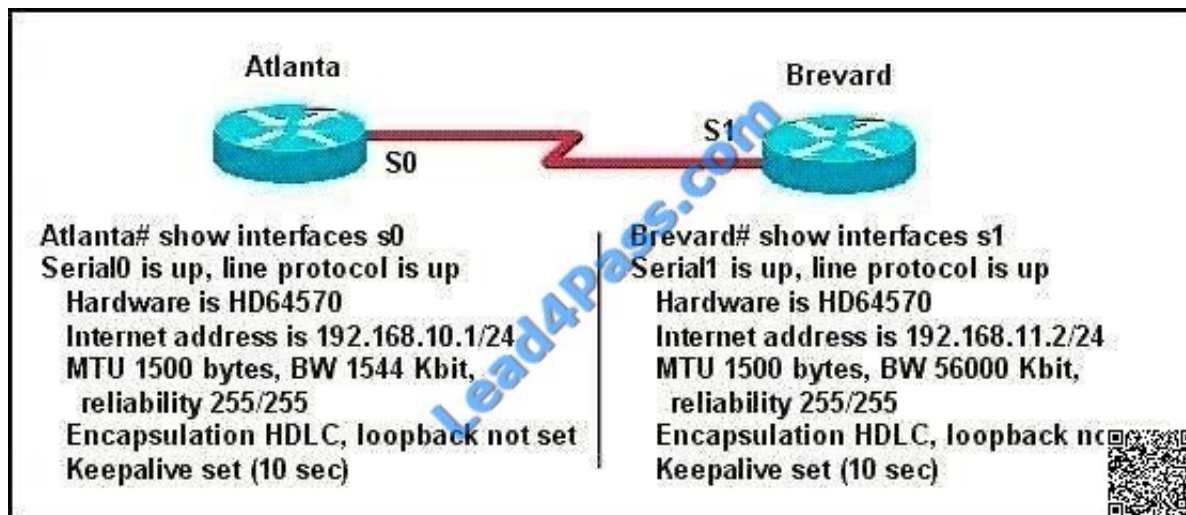 Atlanta
Brevard
S0
S1
Lead4Pass.com
Atlanta# show interfaces s0
Serial0 is up, line protocol is up
Hardware is HD64570
Internet address is 192.168.10.1/24
MTU 1500 bytes, BW 1544 Kbit,
reliability 255/255
Encapsulation HDLC, loopback not set
Keepalive set (10 sec)
Brevard# show interfaces s1
Serial1 is up, line protocol is up
Hardware is HD64570
Internet address is 192.168.11.2/24
MTU 1500 bytes, BW 56000 Kbit,
reliability 255/255
Encapsulation HDLC, loopback
Keepalive set (10 sec)